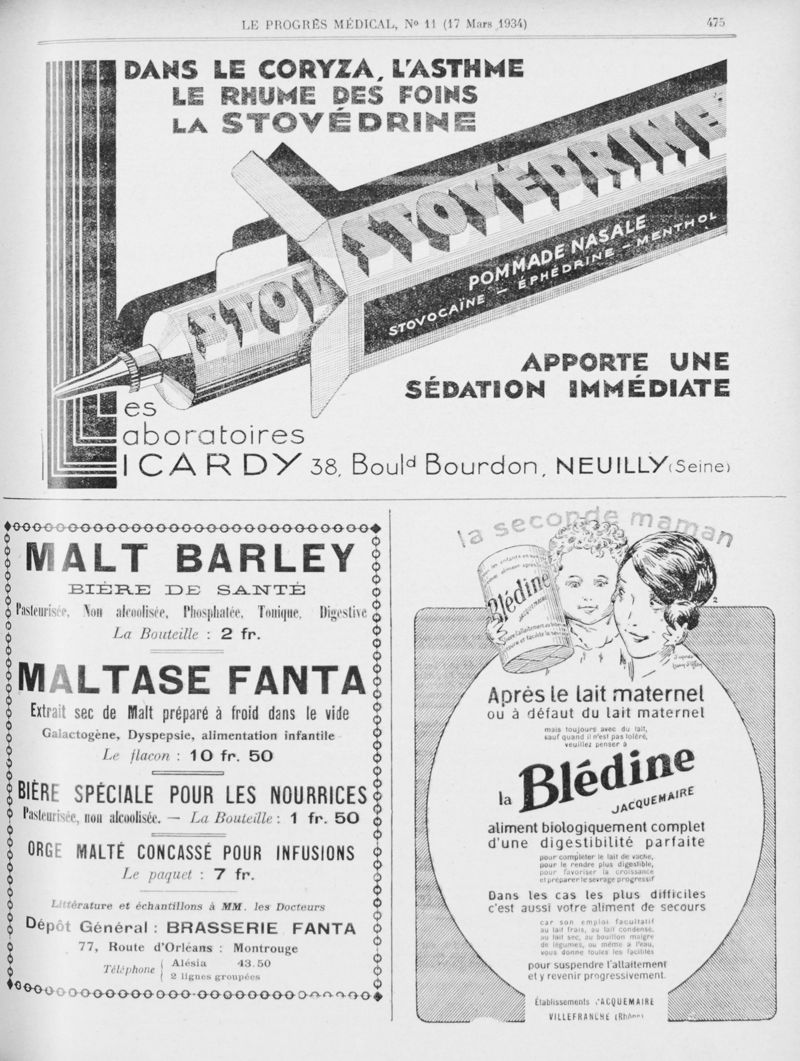 LE PROGRÈS MÉDICAL, Nº 11 (17 Mars 1934)
475
DANS LE CORYZA, L'ASTHME
LE RHUME DES FOINS
LA STOVÉDRINE
STOVÉDRINE
STOV
POMMADE NASALE
STOVOCAÏNE – ÉPHÉDRINE – MENTHOL
APPORTE UNE
SÉDATION IMMÉDIATE
Les
Laboratoires
LICARDY 38, Boulᵈ Bourdon, NEUILLY (Seine)
MALT BARLEY
BIÈRE DE SANTÉ
Pasteurisée, Non alcoolisée, Phosphatée, Tonique, Digestive
La Bouteille : 2 fr.
MALTASE FANTA
Extrait sec de Malt préparé à froid dans le vide
Galactogène, Dyspepsie, alimentation infantile
Le flacon : 10 fr. 50
BIÈRE SPÉCIALE POUR LES NOURRICES
Pasteurisée, non alcoolisée. — La Bouteille : 1 fr. 50
ORGE MALTÉ CONCASSÉ POUR INFUSIONS
Le paquet : 7 fr.
Littérature et échantillons à MM. les Docteurs
Dépôt Général : BRASSERIE FANTA
77, Route d'Orléans : Montrouge
Téléphone { Alésia 43.50
2 lignes groupées
la seconde maman
Blédine
JACQUEMAIRE
2
Après le lait maternel
ou à défaut du lait maternel
mais toujours avec du lait,
sauf quand il n'est pas toléré,
veuillez penser à
la Blédine
JACQUEMAIRE
aliment biologiquement complet
d'une digestibilité parfaite
pour compléter le lait de vache,
pour le rendre plus digestible,
pour favoriser la croissance
et préparer le sevrage progressif
Dans les cas les plus difficiles
c'est aussi votre aliment de secours
car son emploi facultatif
au lait frais, au lait condensé,
au lait sec, au bouillon maigre
de légumes, ou même à l'eau,
vous donne toutes les facilités
pour suspendre l'allaitement
et y revenir progressivement.
Établissements JACQUEMAIRE
VILLEFRANCHE (Rhône)